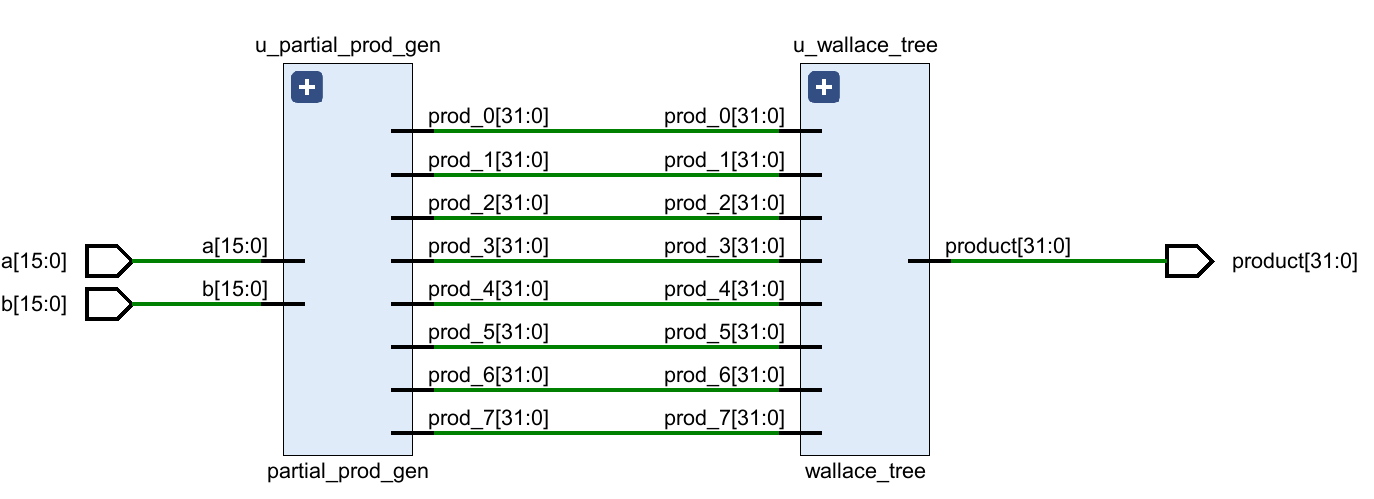 u_partial_prod_gen u_wallace_tree
prod_0[31:0] prod_0[31:0]
prod_1[31:0] prod_1[31:0]
prod_2[31:0] prod_2[31:0]
a[15:0] a[15:0] prod_3[31:0] prod_3[31:0] product[31:0] product[31:0]
b[15:0] b[15:0] prod_4[31:0] prod_4[31:0]
prod_5[31:0] prod_5[31:0]
prod_6[31:0] prod_6[31:0]
prod_7[31:0] prod_7[31:0]
partial_prod_gen wallace_tree